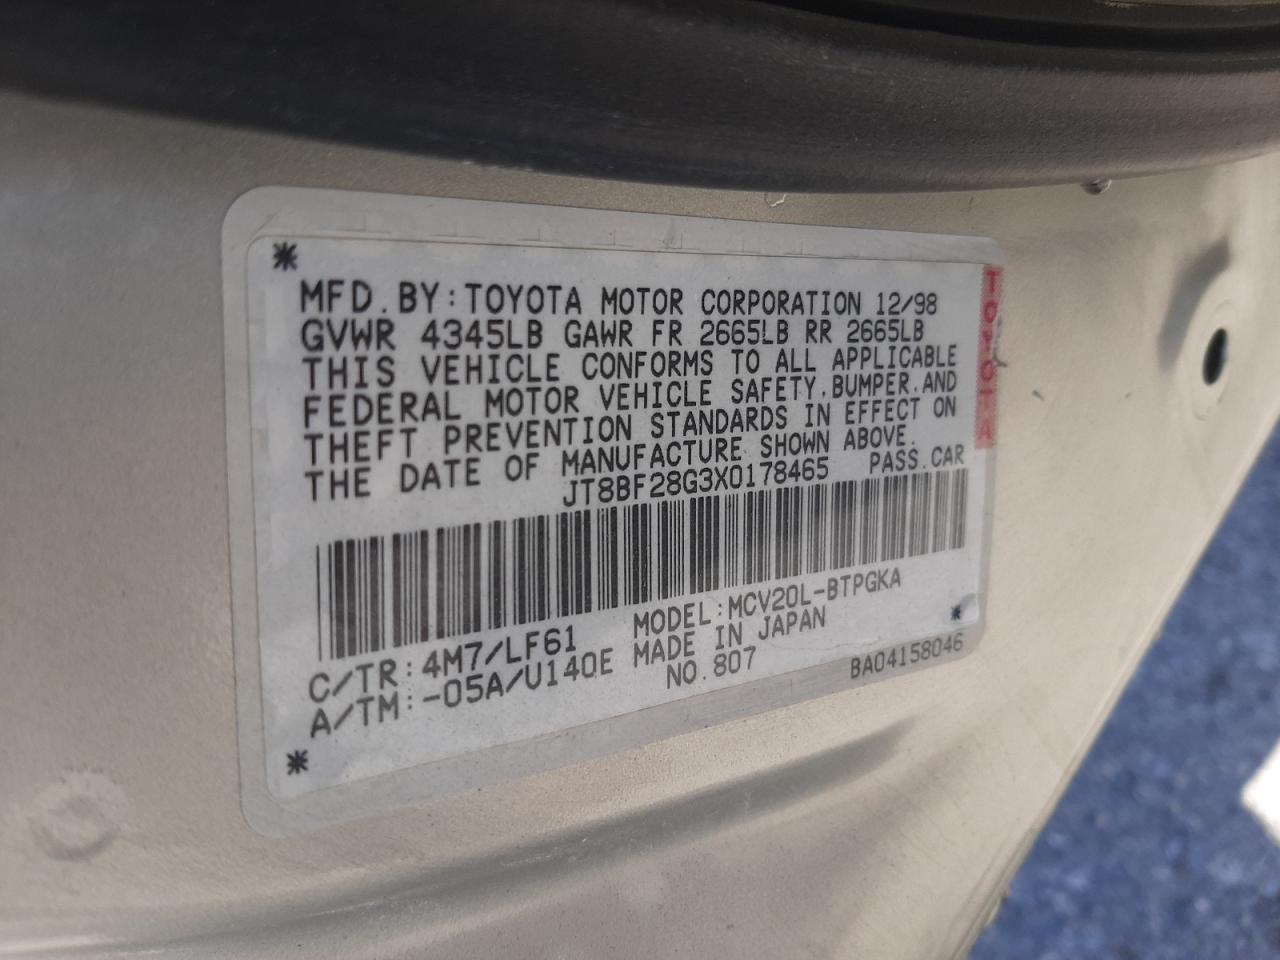 MFD. BY: TOYOTA MOTOR CORPORATION 12/98
GVWR 4345LB GAWR FR 2665LB RR 2665LB
THIS VEHICLE CONFORMS TO ALL APPLICABLE
FEDERAL MOTOR VEHICLE SAFETY, BUMPER, AND
THEFT PREVENTION STANDARDS IN EFFECT ON
THE DATE OF MANUFACTURE SHOWN ABOVE.
JT8BF28G3X0178465 PASS. CAR
C/TR: 4M7/LF61 MODEL: MCV20L-BTPGKA
A/TM: -05A/U140E MADE IN JAPAN
NO. 807 BA04158046
TOYOTA